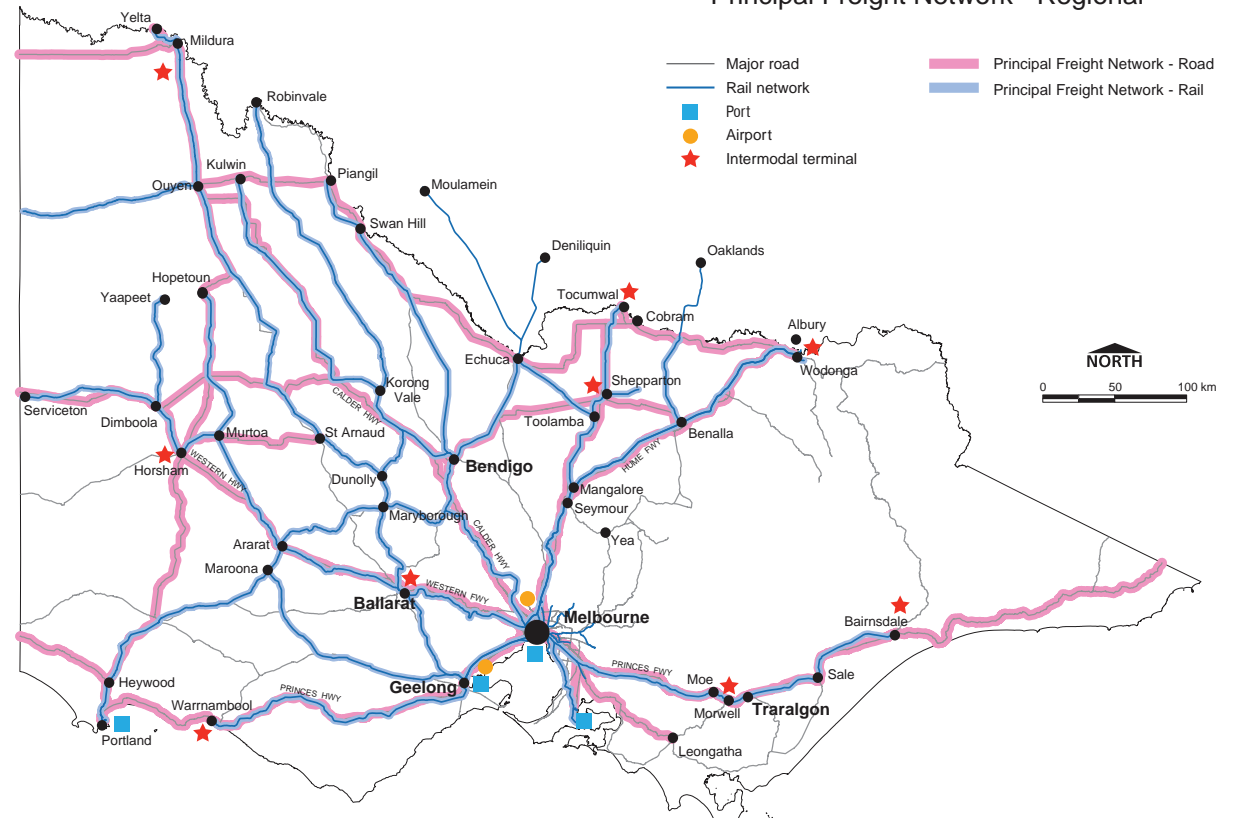 Principal Freight Network - Regional
Major road
Rail network
Port
Airport
Intermodal terminal
Principal Freight Network - Road
Principal Freight Network - Rail
Yelta
Mildura
Robinvale
Kulwin
Ouyen
Piangil
Moulamein
Swan Hill
Deniliquin
Oaklands
Hopetoun
Yaapeet
Tocumwal
Cobram
Albury
Wodonga
NORTH
0 50 100 km
Echuca
Shepparton
Korong
Vale
CALDER HWY
Serviceton
Dimboola
Toolamba
Benalla
Murtoa
St Arnaud
HUME FWY
Horsham
WESTERN HWY
Bendigo
Dunolly
Mangalore
Seymour
Maryborough
CALDER HWY
Yea
Ararat
Maroona
WESTERN FWY
Ballarat
Melbourne
Bairnsdale
PRINCES FWY
Heywood
Geelong
PRINCES HWY
Moe
Sale
Warrnambool
Morwell
Traralgon
Portland
Leongatha